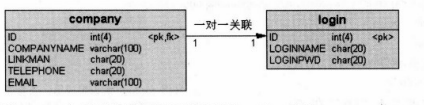 company
ID int(4) <pk,fk>
COMPANYNAME varchar(100)
LINKMAN char(20)
TELEPHONE char(20)
EMAIL varchar(100)
一对一关联
1 1
login
ID int(4) <pk>
LOGINNAME char(20)
LOGINPWD char(20)